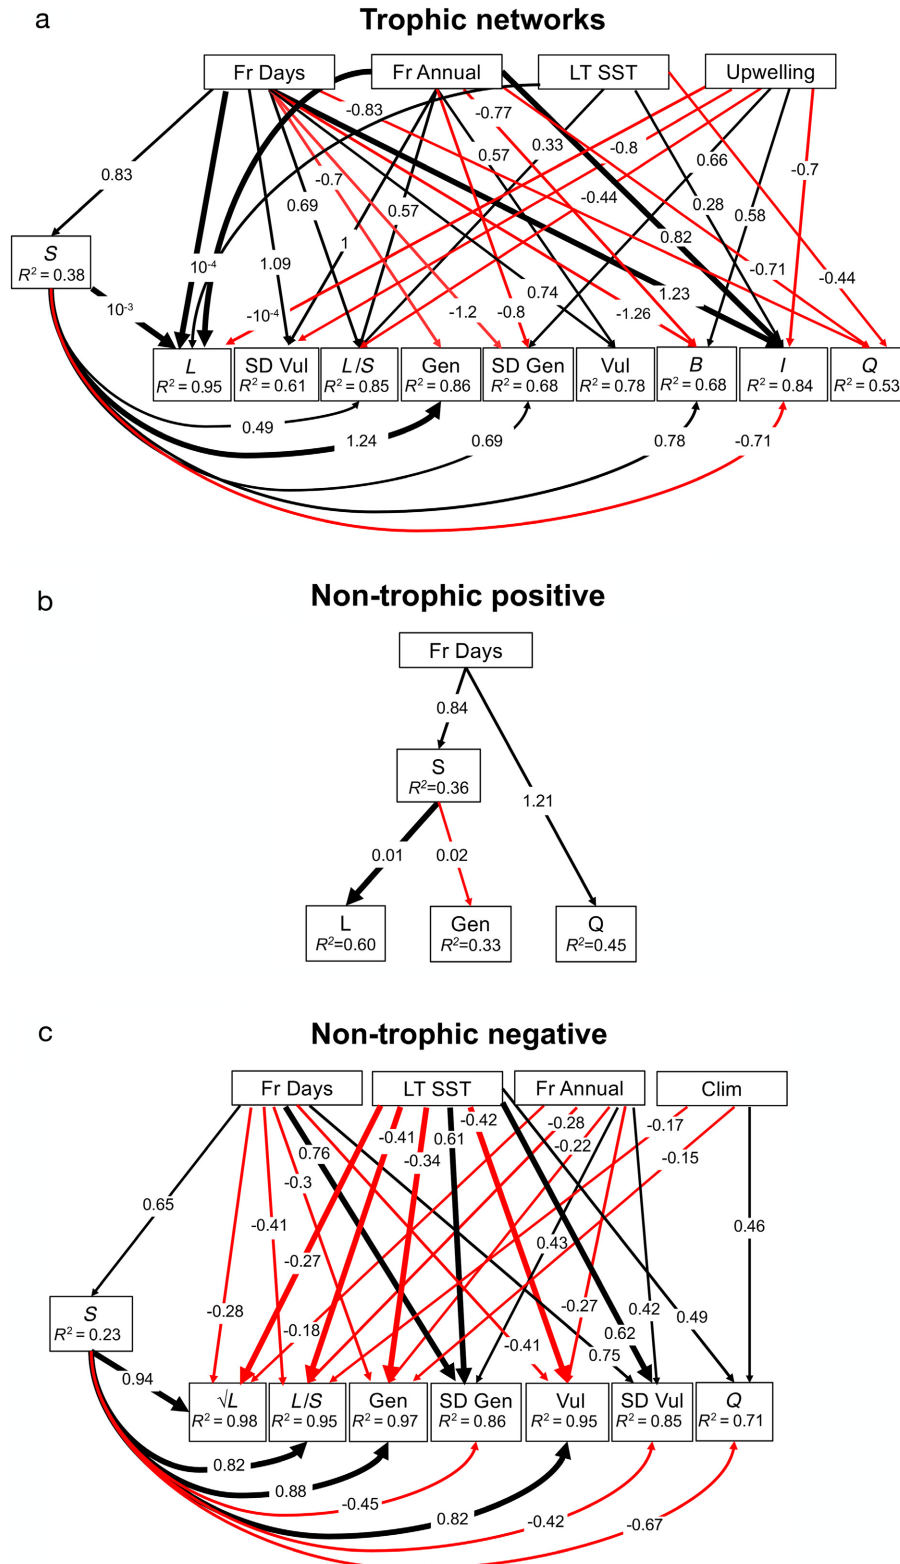 a
Trophic networks
Fr Days
Fr Annual
LT SST
Upwelling
-0.83
-0.77
0.33
-0.8
0.57
0.66
-0.7
0.83
-0.7
0.69
0.57
-0.44
0.28
0.58
S
R² = 0.38
1
0.82
10⁻⁴
1.09
-0.71
-0.44
0.74
1.23
10⁻³
-10⁻⁴
-1.2
-0.8
-1.26
L
R² = 0.95
SD Vul
R² = 0.61
L/S
R² = 0.85
Gen
R² = 0.86
SD Gen
R² = 0.68
Vul
R² = 0.78
B
R² = 0.68
I
R² = 0.84
Q
R² = 0.53
0.49
1.24
0.69
0.78
-0.71
b
Non-trophic positive
Fr Days
0.84
S
R²=0.36
1.21
0.01
0.02
L
R²=0.60
Gen
R²=0.33
Q
R²=0.45
c
Non-trophic negative
Fr Days
LT SST
Fr Annual
Clim
-0.42
-0.28
-0.17
-0.41
0.61
-0.22
0.76
-0.34
-0.15
-0.3
0.65
-0.41
0.46
0.43
-0.27
-0.28
-0.27
0.42
0.49
S
R² = 0.23
-0.18
0.62
-0.41
0.75
0.94
√L
R² = 0.98
L/S
R² = 0.95
Gen
R² = 0.97
SD Gen
R² = 0.86
Vul
R² = 0.95
SD Vul
R² = 0.85
Q
R² = 0.71
0.82
0.88
-0.45
0.82
-0.42
-0.67